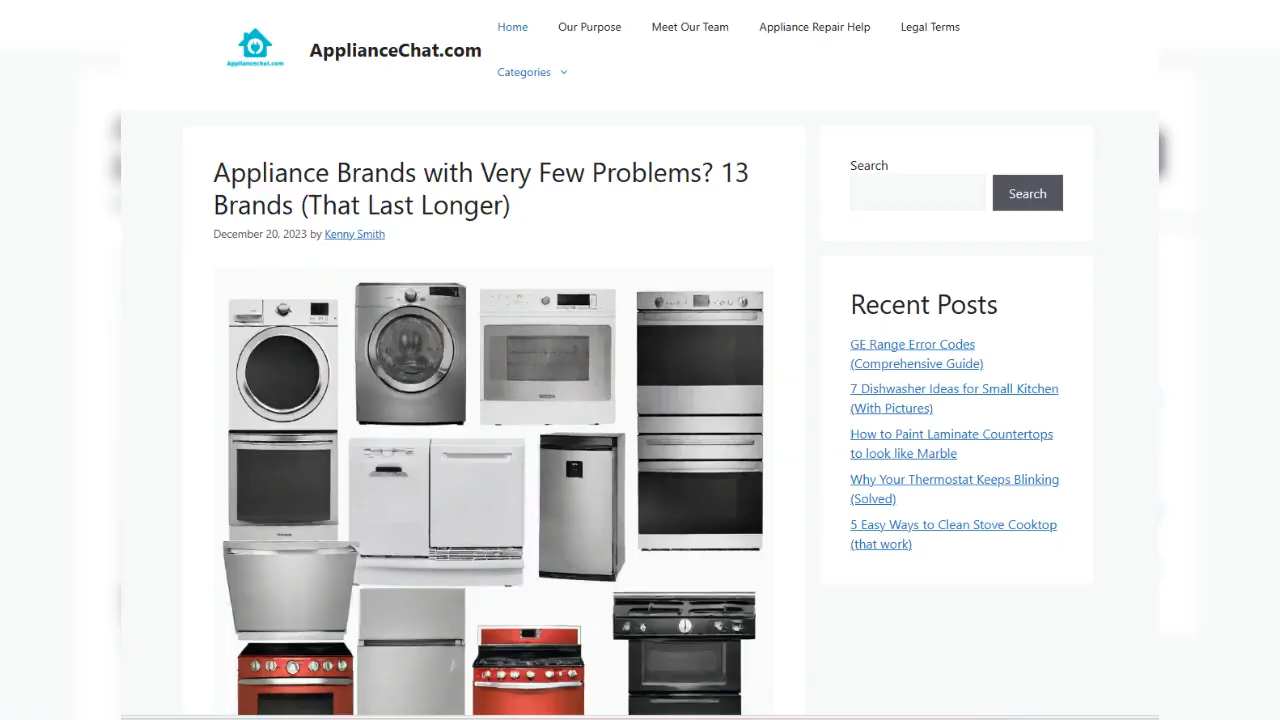 Home
Our Purpose
Meet Our Team
Appliance Repair Help
Legal Terms
Appliancechat.com
ApplianceChat.com
Categories
Appliance Brands with Very Few Problems? 13
Brands (That Last Longer)
December 20, 2023 by Kenny Smith
Search
Search
Recent Posts
GE Range Error Codes
(Comprehensive Guide)
7 Dishwasher Ideas for Small Kitchen
(With Pictures)
How to Paint Laminate Countertops
to look like Marble
Why Your Thermostat Keeps Blinking
(Solved)
5 Easy Ways to Clean Stove Cooktop
(that work)